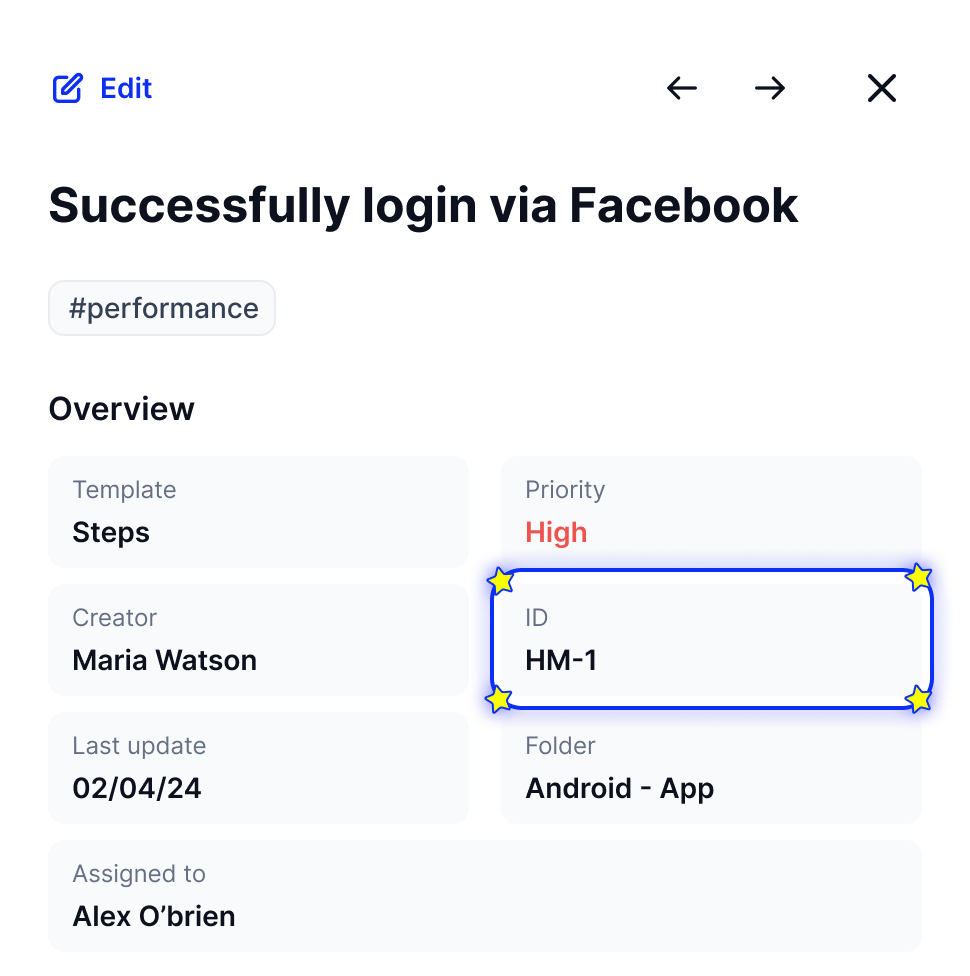 Edit
Successfully login via Facebook
#performance
Overview
Template
Steps
Priority
High
Creator
Maria Watson
ID
HM-1
Last update
02/04/24
Folder
Android - App
Assigned to
Alex O’brien